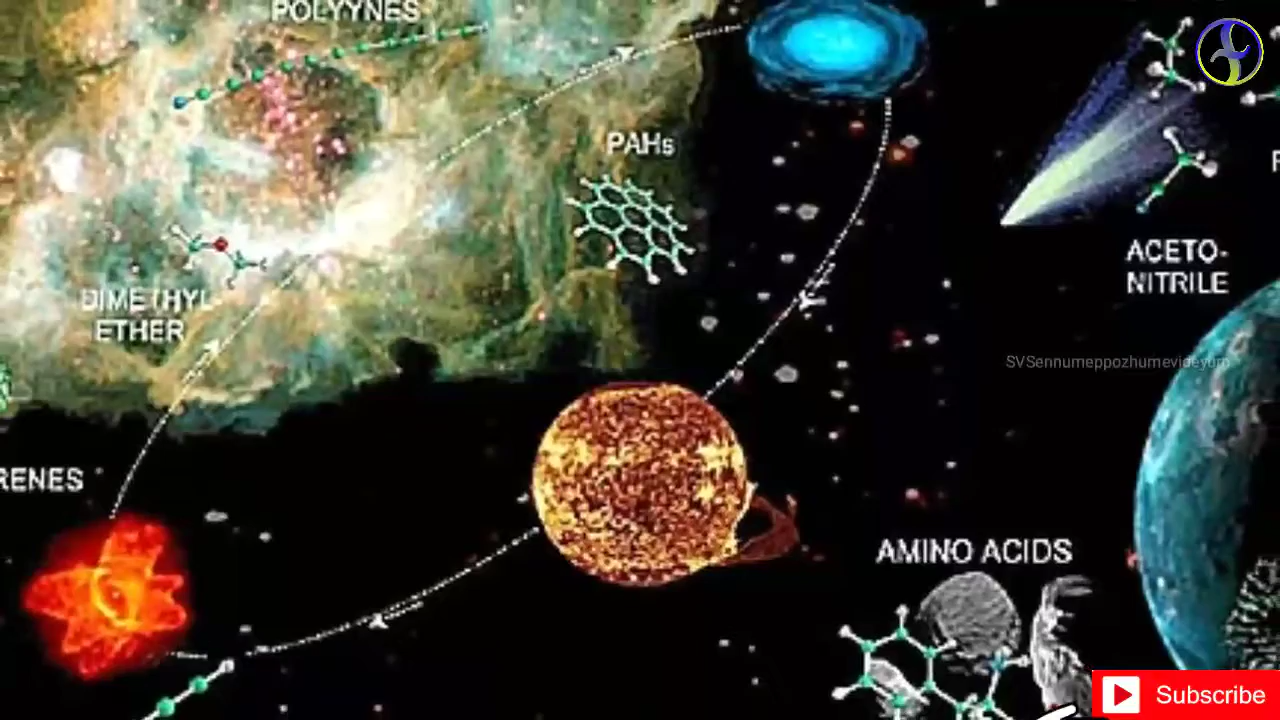 POLYYNES
PAHs
ACETO-
NITRILE
DIMETHYL
ETHER
SVSennumeppozhumevideyum
RENES
AMINO ACIDS
Subscribe